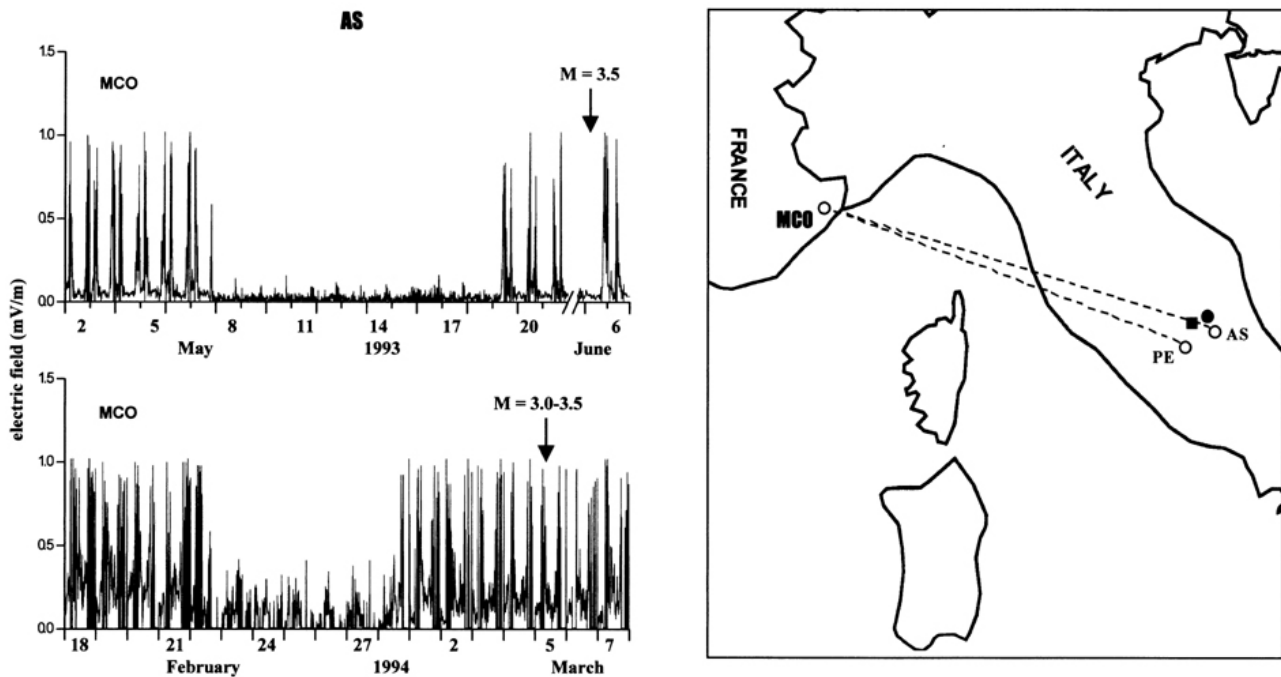 AS
1.5
MCO
M = 3.5
1.0
0.5
0.0
2 5 8 11 14 17 20 6
May 1993 June
electric field (mV/m)
1.5
MCO
M = 3.0-3.5
1.0
0.5
0.0
18 21 24 27 2 5 7
February 1994 March
FRANCE
ITALY
MCO
AS
PE